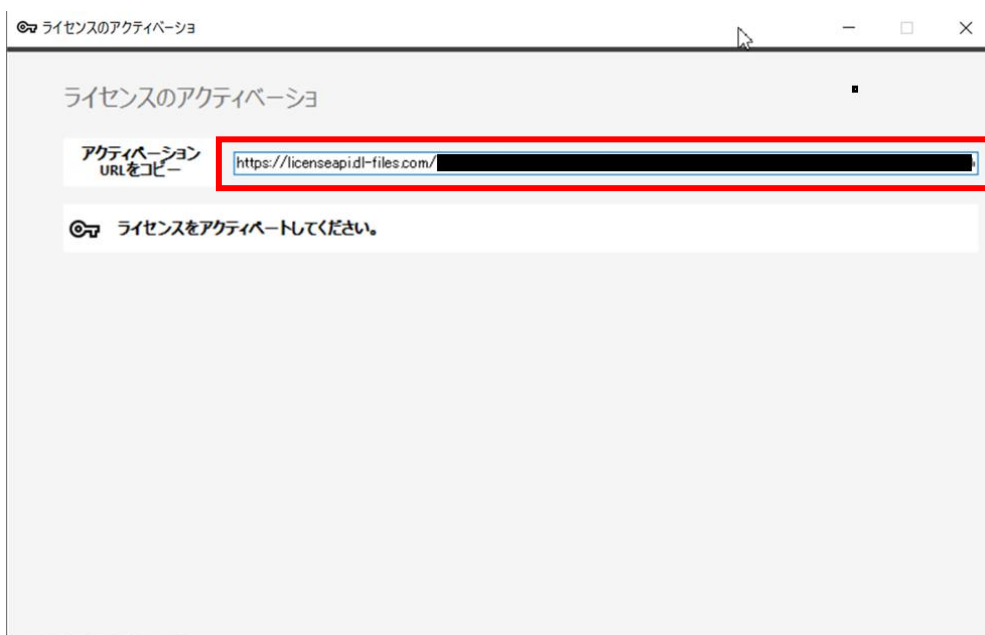 ライセンスのアクティベーショ
ライセンスのアクティベーショ
アクティベーション
URLをコピー
https://licenseapi.dl-files.com/
ライセンスをアクティベートしてください。